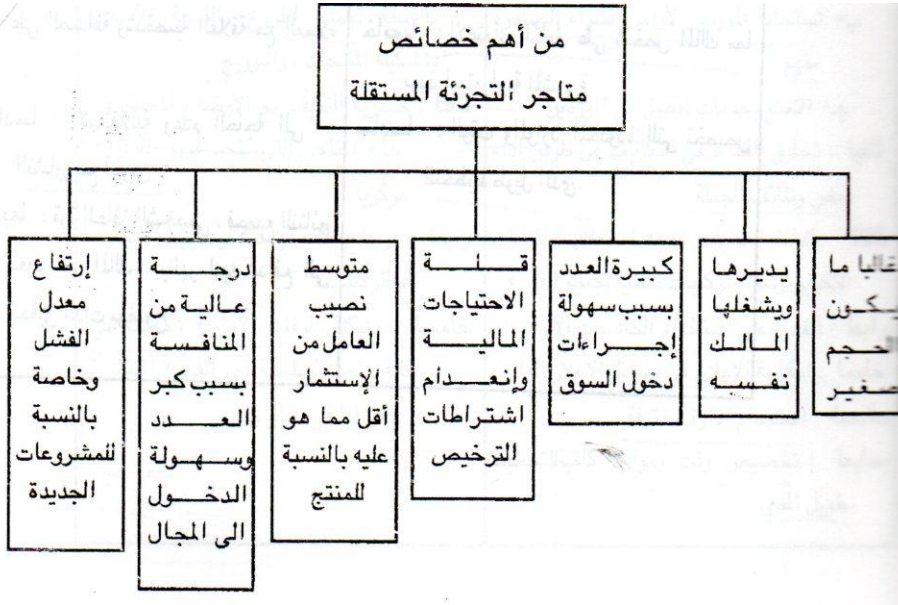 من أهم خصائص
متاجر التجزئة المستقلة
غالبا ما
يكون
الحجم
صغير
يديرها
ويشغلها
المالك
نفسه
كبيرة العدد
بسبب سهولة
إجراءات
دخول السوق
قلة
الاحتياجات
المالية
وإنعدام
اشتراطات
الترخيص
متوسط
نصيب
العامل من
الإستثمار
أقل مما هو
عليه بالنسبة
للمنتج
درجة
عالية من
المنافسة
بسبب كبر
العدد
وسهولة
الدخول
الى المجال
إرتفاع
معدل
الفشل
وخاصة
بالنسبة
للمشروعات
الجديدة